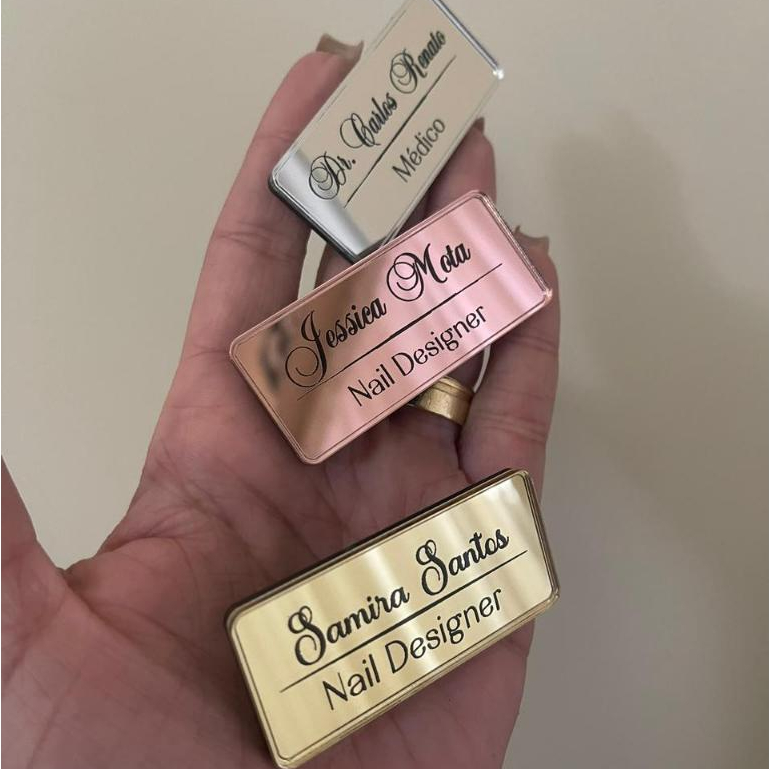 Dr. Carlos Renato
Médico
Jessica Mota
Nail Designer
Samira Santos
Nail Designer